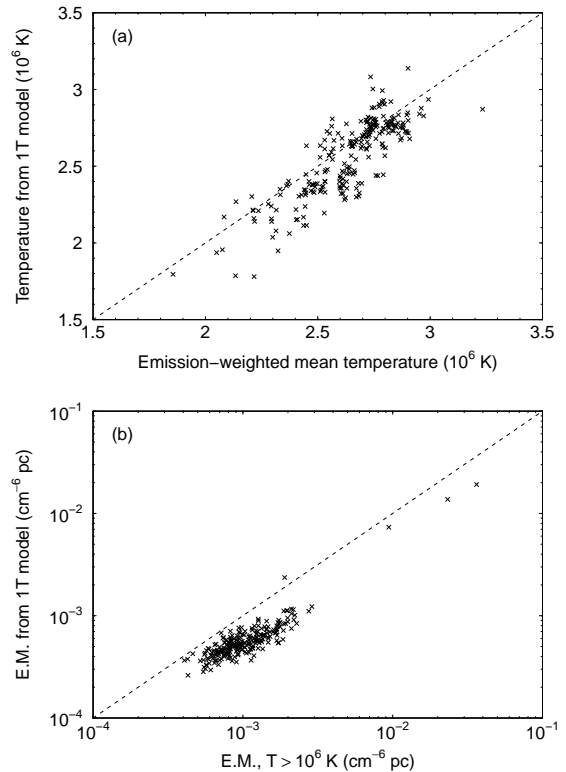 (a)
Temperature from 1T model (10⁶ K)
3.5
3
2.5
2
1.5
1.5 2 2.5 3 3.5
Emission−weighted mean temperature (10⁶ K)
(b)
E.M. from 1T model (cm⁻⁶ pc)
10⁻¹
10⁻²
10⁻³
10⁻⁴
10⁻⁴ 10⁻³ 10⁻² 10⁻¹
E.M., T > 10⁶ K (cm⁻⁶ pc)